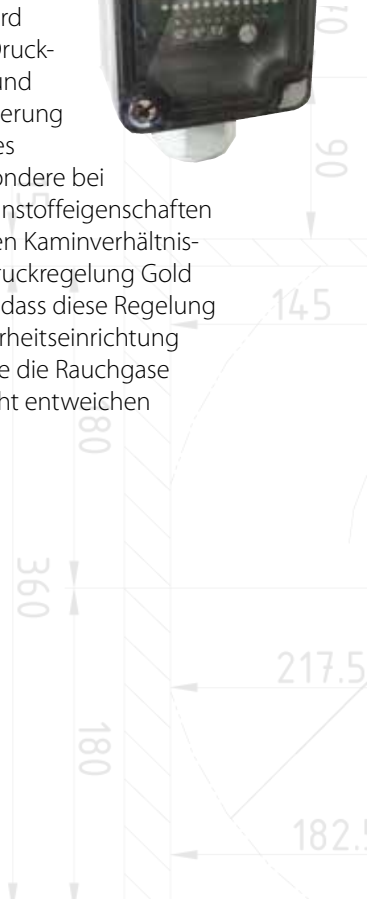 rd
Druck-
und
erung
es
ondere bei
nstoffeigenschaften
en Kaminverhältnis-
ruckregelung Gold
dass diese Regelung
rheitseinrichtung
e die Rauchgase
ht entweichen
90
145
180
360
217.5
180
182.5